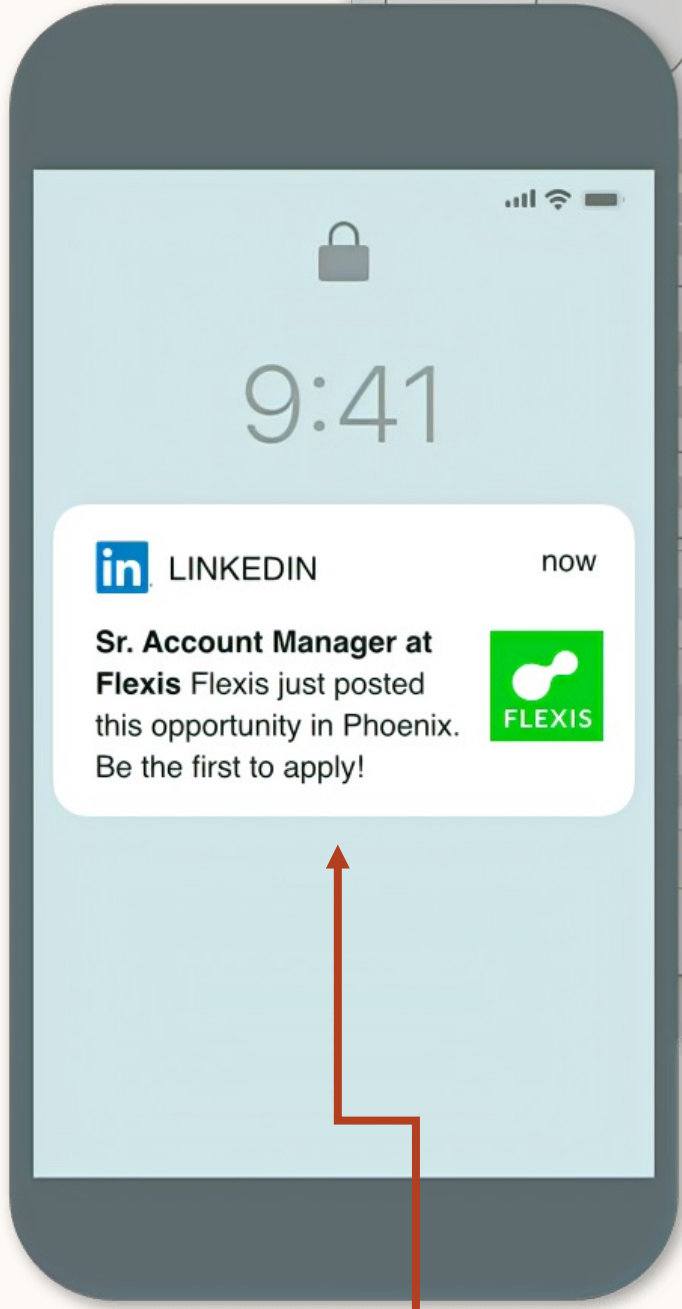 9:41
in LINKEDIN now
Sr. Account Manager at
Flexis Flexis just posted
this opportunity in Phoenix.
Be the first to apply!
FLEXIS